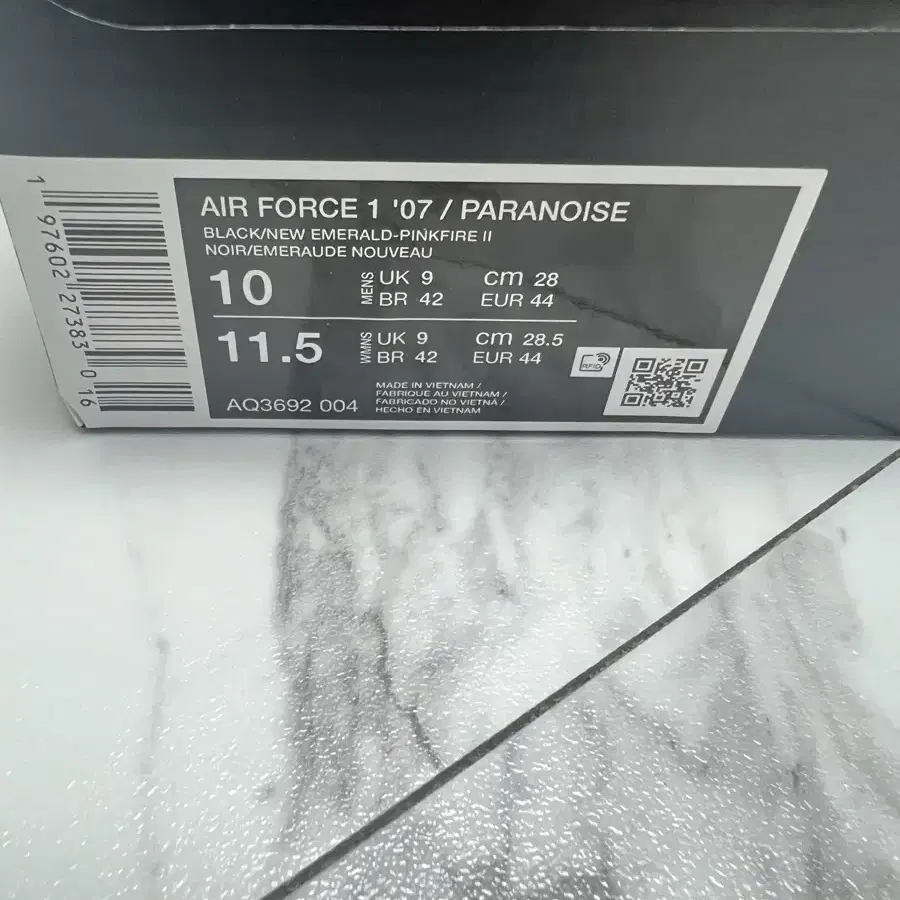 AIR FORCE 1 '07 / PARANOISE
BLACK/NEW EMERALD-PINKFIRE II
NOIR/EMERAUDE NOUVEAU
10 MENS UK 9 cm 28
BR 42 EUR 44
11.5 WMNS UK 9 cm 28.5
BR 42 EUR 44
RFID
MADE IN VIETNAM /
FABRIQUE AU VIETNAM /
FABRICADO NO VIETNÃ /
HECHO EN VIETNAM
AQ3692 004
1 97602 27383 0 16